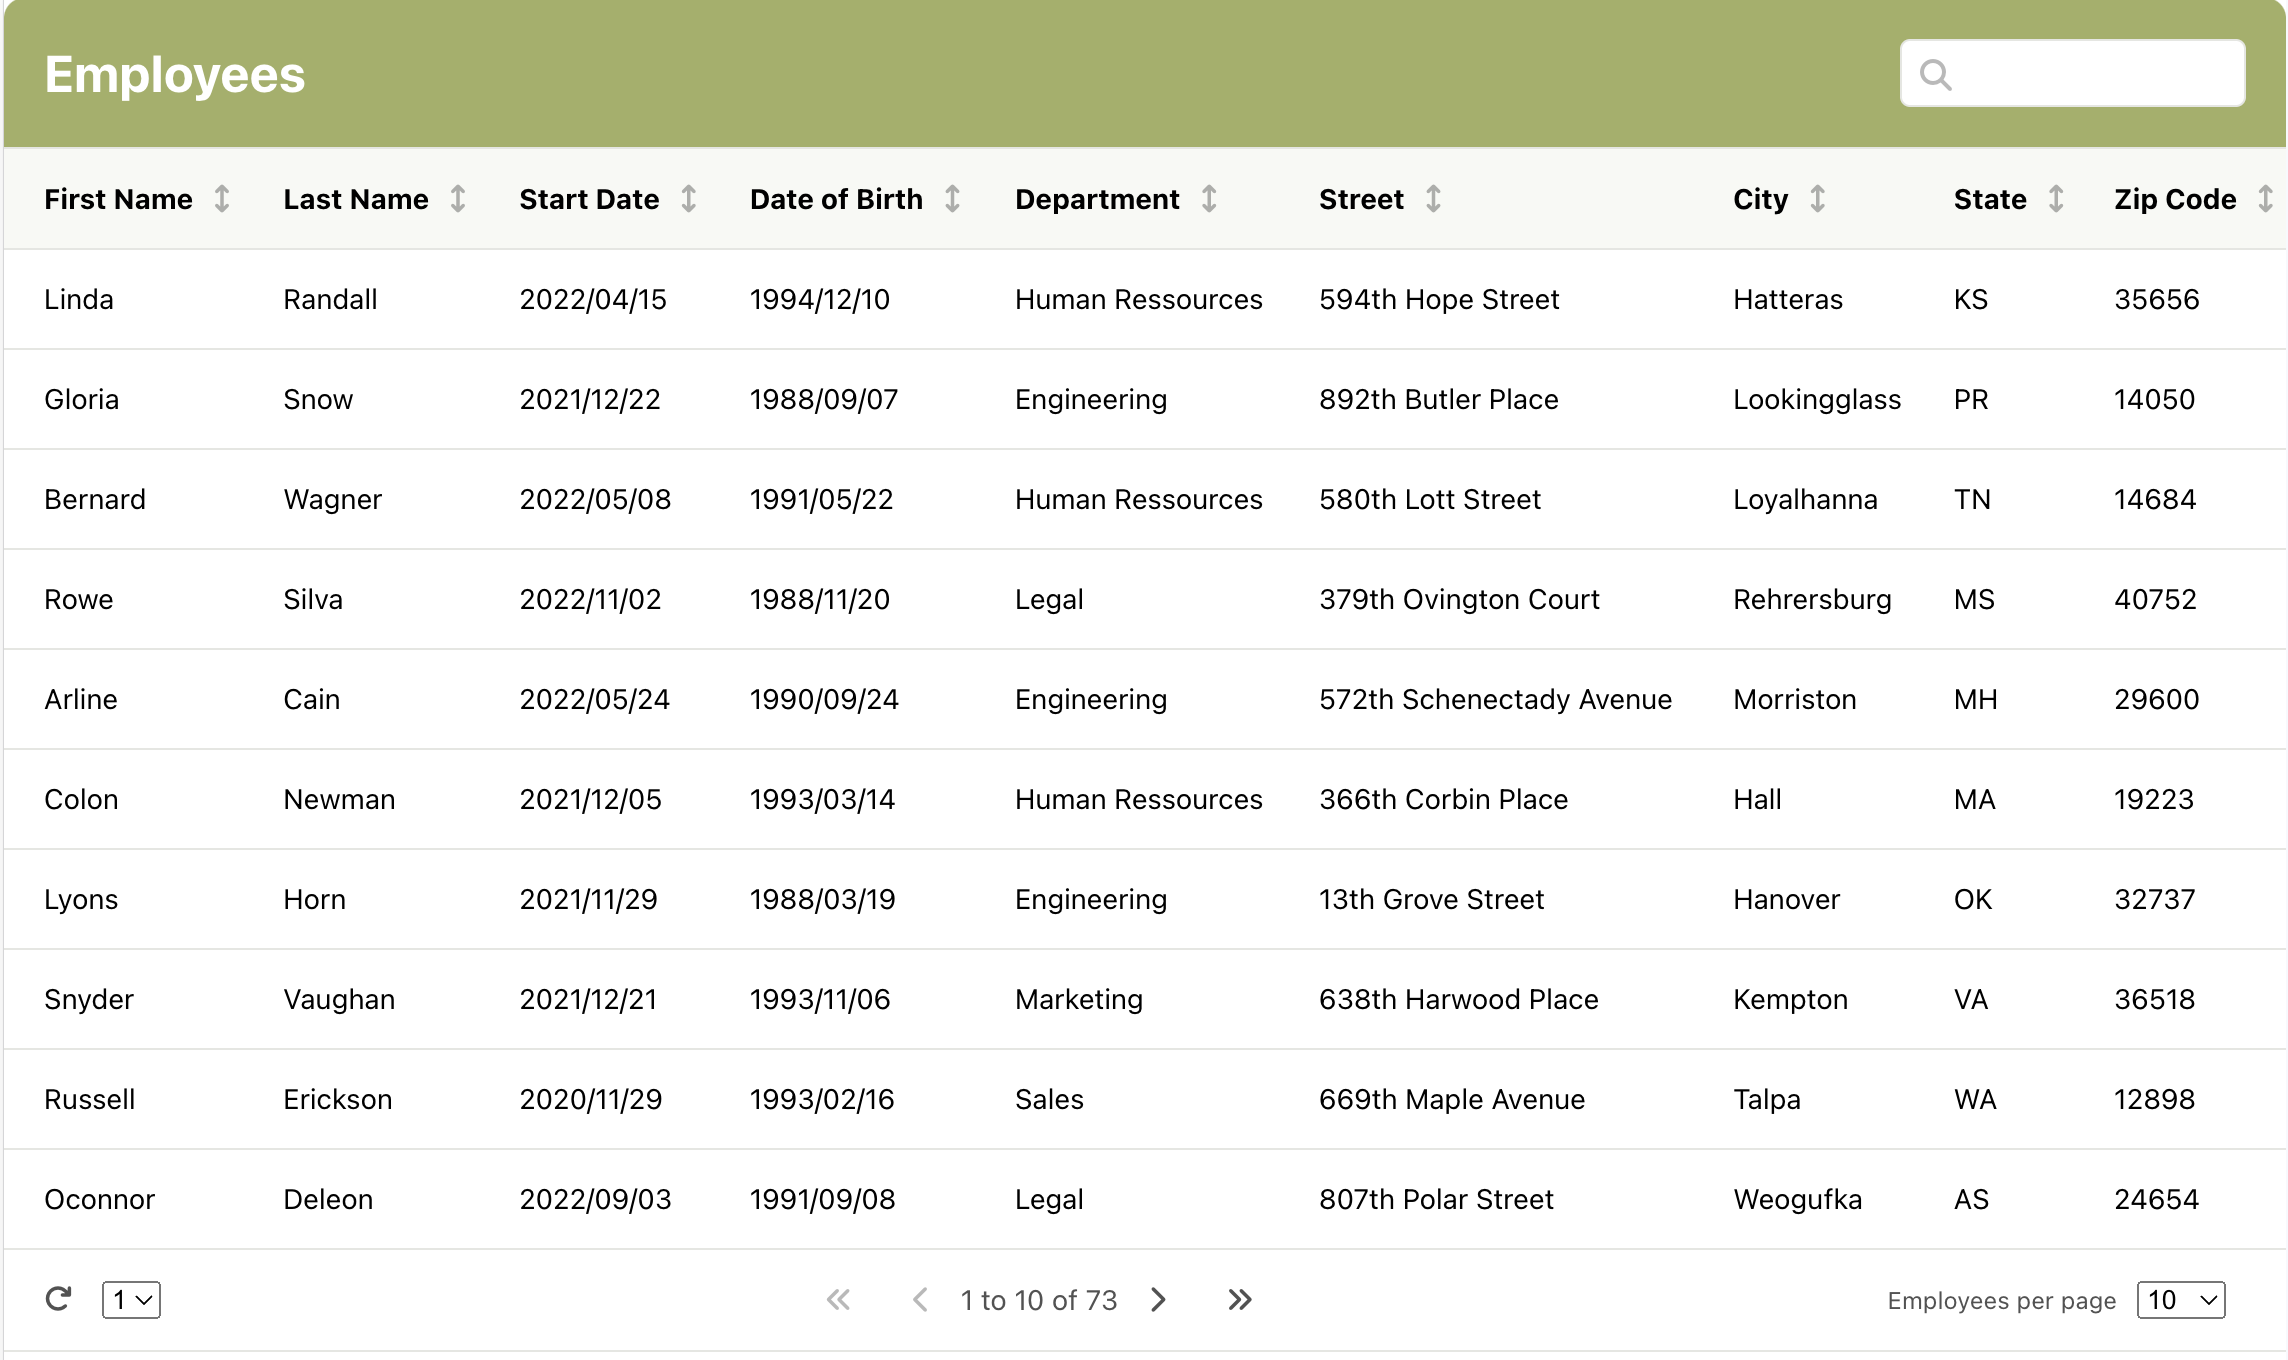 Employees
First Name Last Name Start Date Date of Birth Department Street City State Zip Code
Linda Randall 2022/04/15 1994/12/10 Human Ressources 594th Hope Street Hatteras KS 35656
Gloria Snow 2021/12/22 1988/09/07 Engineering 892th Butler Place Lookingglass PR 14050
Bernard Wagner 2022/05/08 1991/05/22 Human Ressources 580th Lott Street Loyalhanna TN 14684
Rowe Silva 2022/11/02 1988/11/20 Legal 379th Ovington Court Rehrersburg MS 40752
Arline Cain 2022/05/24 1990/09/24 Engineering 572th Schenectady Avenue Morriston MH 29600
Colon Newman 2021/12/05 1993/03/14 Human Ressources 366th Corbin Place Hall MA 19223
Lyons Horn 2021/11/29 1988/03/19 Engineering 13th Grove Street Hanover OK 32737
Snyder Vaughan 2021/12/21 1993/11/06 Marketing 638th Harwood Place Kempton VA 36518
Russell Erickson 2020/11/29 1993/02/16 Sales 669th Maple Avenue Talpa WA 12898
Oconnor Deleon 2022/09/03 1991/09/08 Legal 807th Polar Street Weogufka AS 24654
1 1 to 10 of 73 Employees per page 10